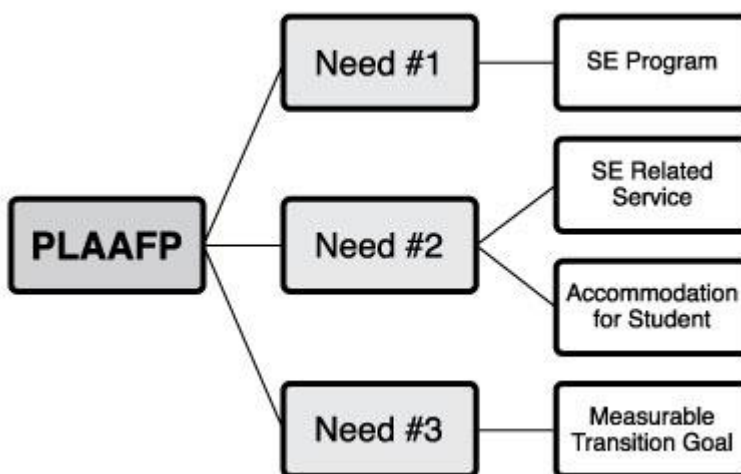 Need #1
SE Program
PLAAFP
Need #2
SE Related
Service
Accommodation
for Student
Need #3
Measurable
Transition Goal